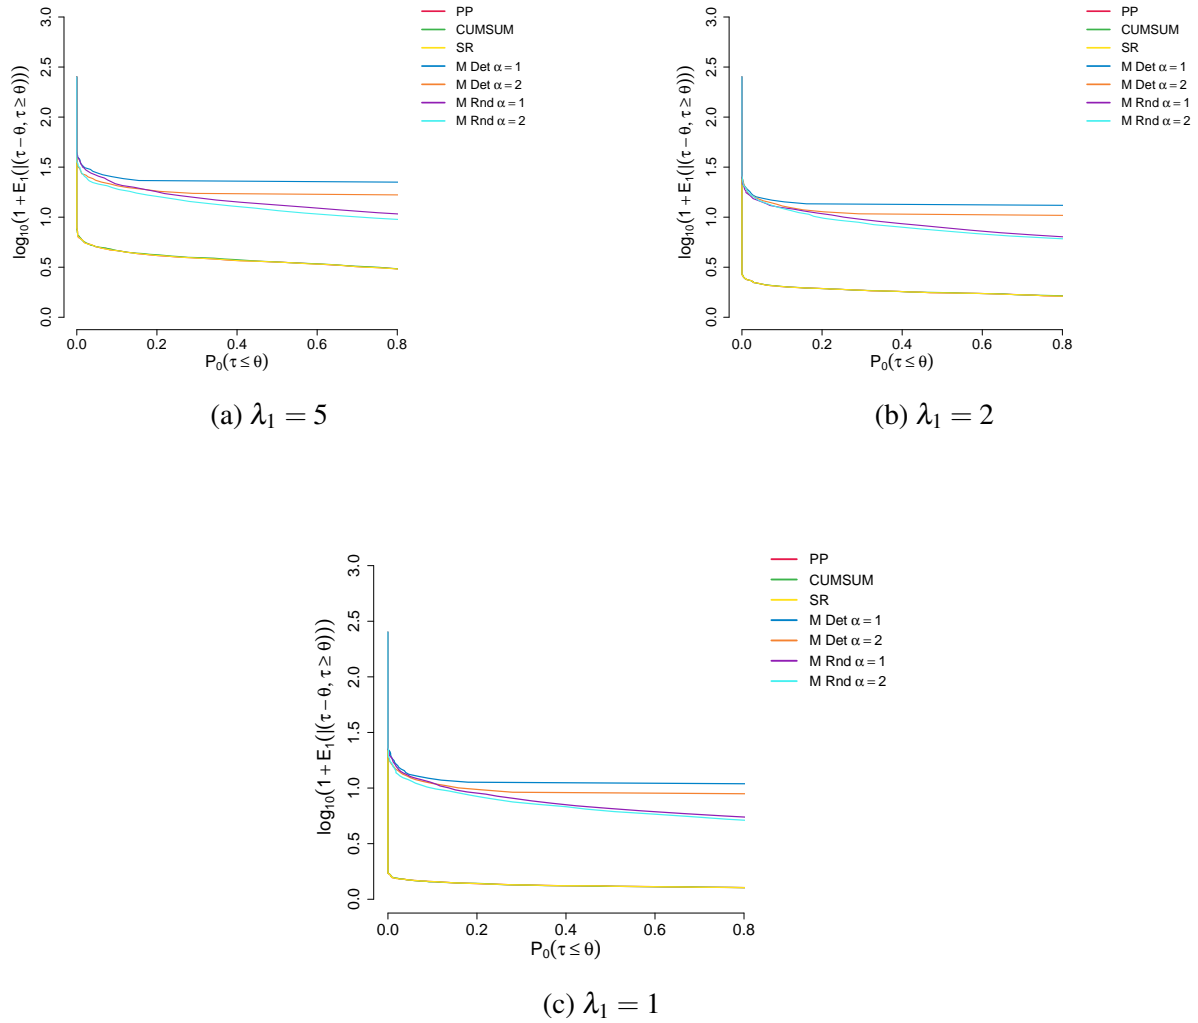 log₁₀(1 + E₁(|(τ − θ, τ ≥ θ)))
3.0
2.5
2.0
1.5
1.0
0.5
0.0
0.0 0.2 0.4 0.6 0.8
P₀(τ ≤ θ)
PP
CUMSUM
SR
M Det α = 1
M Det α = 2
M Rnd α = 1
M Rnd α = 2
(a) λ₁ = 5
log₁₀(1 + E₁(|(τ − θ, τ ≥ θ)))
3.0
2.5
2.0
1.5
1.0
0.5
0.0
0.0 0.2 0.4 0.6 0.8
P₀(τ ≤ θ)
PP
CUMSUM
SR
M Det α = 1
M Det α = 2
M Rnd α = 1
M Rnd α = 2
(b) λ₁ = 2
log₁₀(1 + E₁(|(τ − θ, τ ≥ θ)))
3.0
2.5
2.0
1.5
1.0
0.5
0.0
0.0 0.2 0.4 0.6 0.8
P₀(τ ≤ θ)
PP
CUMSUM
SR
M Det α = 1
M Det α = 2
M Rnd α = 1
M Rnd α = 2
(c) λ₁ = 1